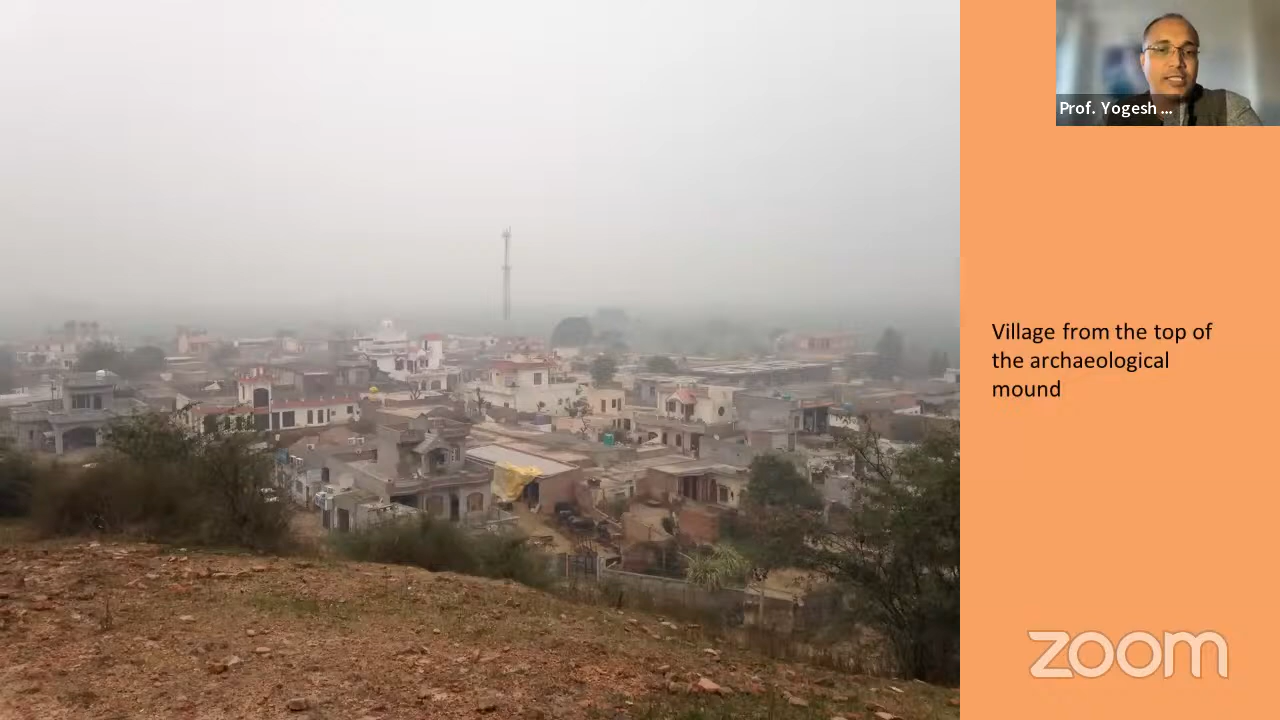 Prof. Yogesh ...
Village from the top of
the archaeological
mound
zoom